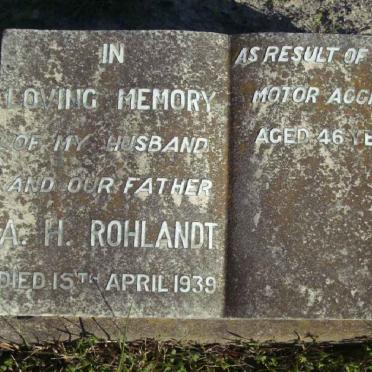 IN
LOVING MEMORY
OF MY HUSBAND
AND OUR FATHER
A. H. ROHLANDT
DIED 15TH APRIL 1939
AS RESULT OF
MOTOR
AGED 46